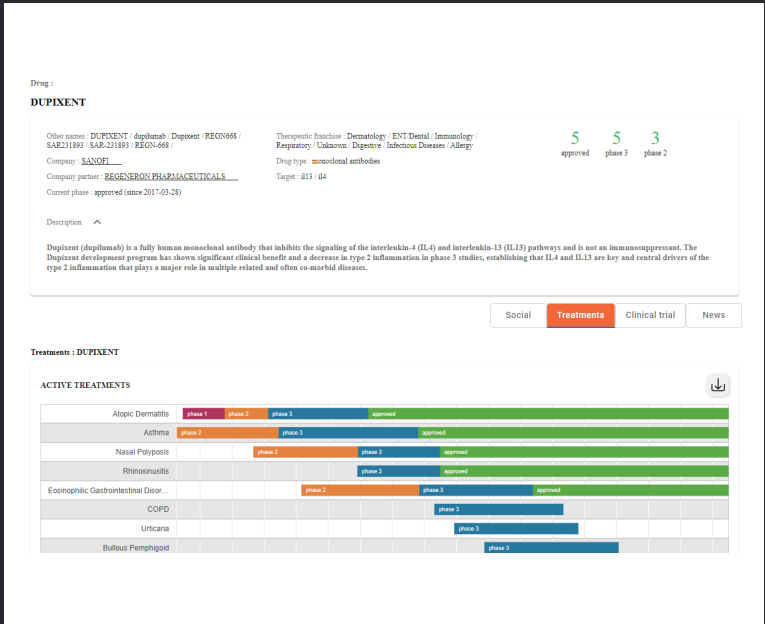 Drug :
DUPIXENT
Other names : DUPIXENT / dupilumab / Dupixent / REGN668 /
SAR231893 / SAR-231893 / REGN-668 /
Company : SANOFI
Company partner : REGENERON PHARMACEUTICALS
Current phase : approved (since 2017-03-28)
Therapeutic franchise : Dermatology / ENT/Dental / Immunology /
Respiratory / Unknown / Digestive / Infectious Diseases / Allergy
Drug type : monoclonal antibodies
Target : il13 / il4
5 5 3
approved phase 3 phase 2
Description
Dupixent (dupilumab) is a fully human monoclonal antibody that inhibits the signaling of the interleukin-4 (IL4) and interleukin-13 (IL13) pathways and is not an immunosuppressant. The
Dupixent development program has shown significant clinical benefit and a decrease in type 2 inflammation in phase 3 studies, establishing that IL4 and IL13 are key and central drivers of the
type 2 inflammation that plays a major role in multiple related and often co-morbid diseases.
Social Treatments Clinical trial News
Treatments : DUPIXENT
ACTIVE TREATMENTS
Atopic Dermatitis phase 1 phase 2 phase 3 approved
Asthma phase 2 phase 3 approved
Nasal Polyposis phase 2 phase 3 approved
Rhinosinusitis phase 3 approved
Eosinophilic Gastrointestinal Disor... phase 2 phase 3 approved
COPD phase 3
Urticaria phase 3
Bullous Pemphigoid phase 3